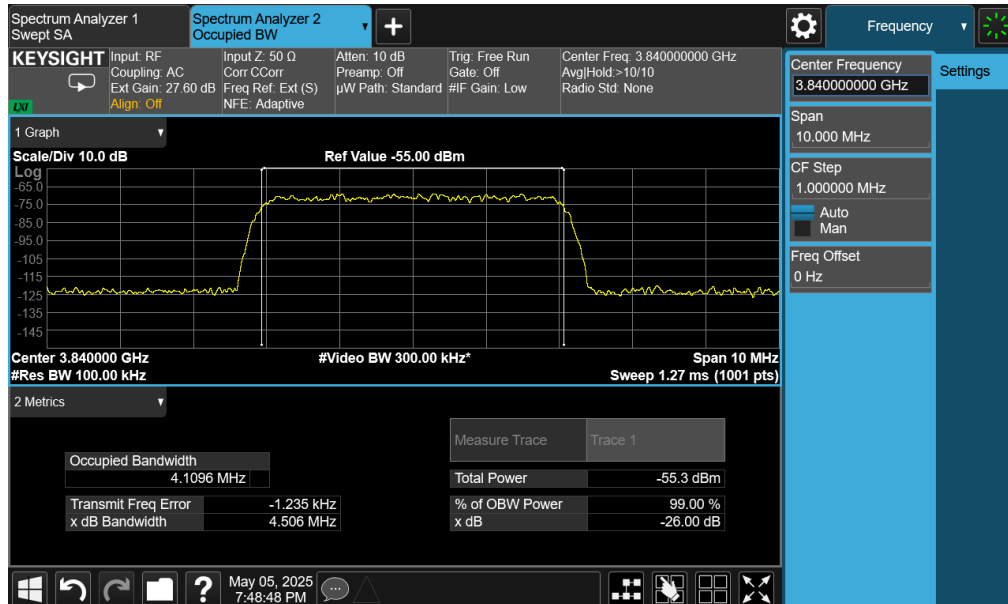 Spectrum Analyzer 1
Swept SA
Spectrum Analyzer 2
Occupied BW
+
Frequency
KEYSIGHT
LXI
Input: RF
Coupling: AC
Ext Gain: 27.60 dB
Align: Off
Input Z: 50 Ω
Corr CCorr
Freq Ref: Ext (S)
NFE: Adaptive
Atten: 10 dB
Preamp: Off
µW Path: Standard
Trig: Free Run
Gate: Off
#IF Gain: Low
Center Freq: 3.840000000 GHz
Avg|Hold:>10/10
Radio Std: None
Center Frequency
3.840000000 GHz
Settings
Span
10.000 MHz
CF Step
1.000000 MHz
Auto
Man
Freq Offset
0 Hz
1 Graph
Scale/Div 10.0 dB
Ref Value -55.00 dBm
Log
-65.0
-75.0
-85.0
-95.0
-105
-115
-125
-135
-145
Center 3.840000 GHz
#Video BW 300.00 kHz*
Span 10 MHz
#Res BW 100.00 kHz
Sweep 1.27 ms (1001 pts)
2 Metrics
Measure Trace
Trace 1
Occupied Bandwidth
4.1096 MHz
Total Power
-55.3 dBm
Transmit Freq Error
-1.235 kHz
% of OBW Power
99.00 %
x dB Bandwidth
4.506 MHz
x dB
-26.00 dB
?
May 05, 2025
7:48:48 PM